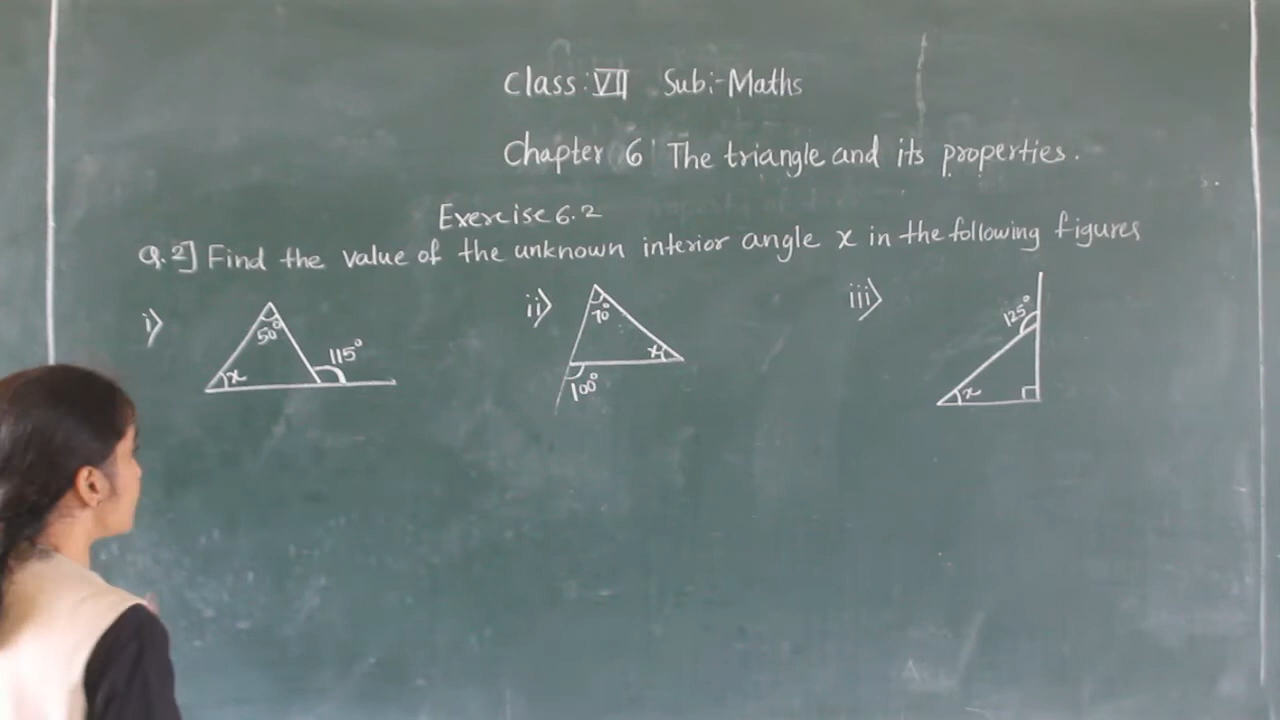 Class: VII Sub:- Maths
Chapter 6 The triangle and its properties.
Exercise 6.2
Q.2] Find the value of the unknown interior angle x in the following figures
i) 50° x 115°
ii) 70° x 100°
iii) 125° x